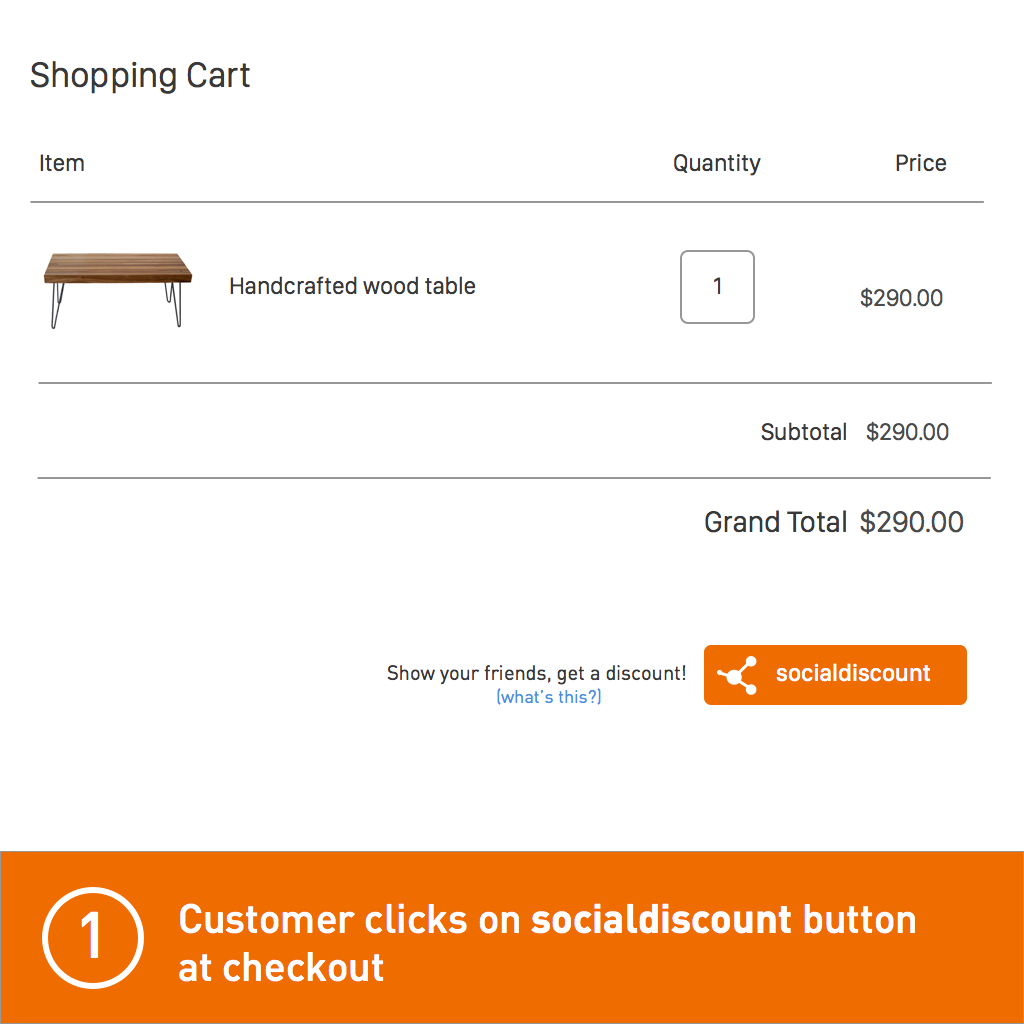 Shopping Cart
Item Quantity Price
Handcrafted wood table 1 $290.00
Subtotal $290.00
Grand Total $290.00
Show your friends, get a discount! socialdiscount
(what's this?)
1 Customer clicks on socialdiscount button
at checkout